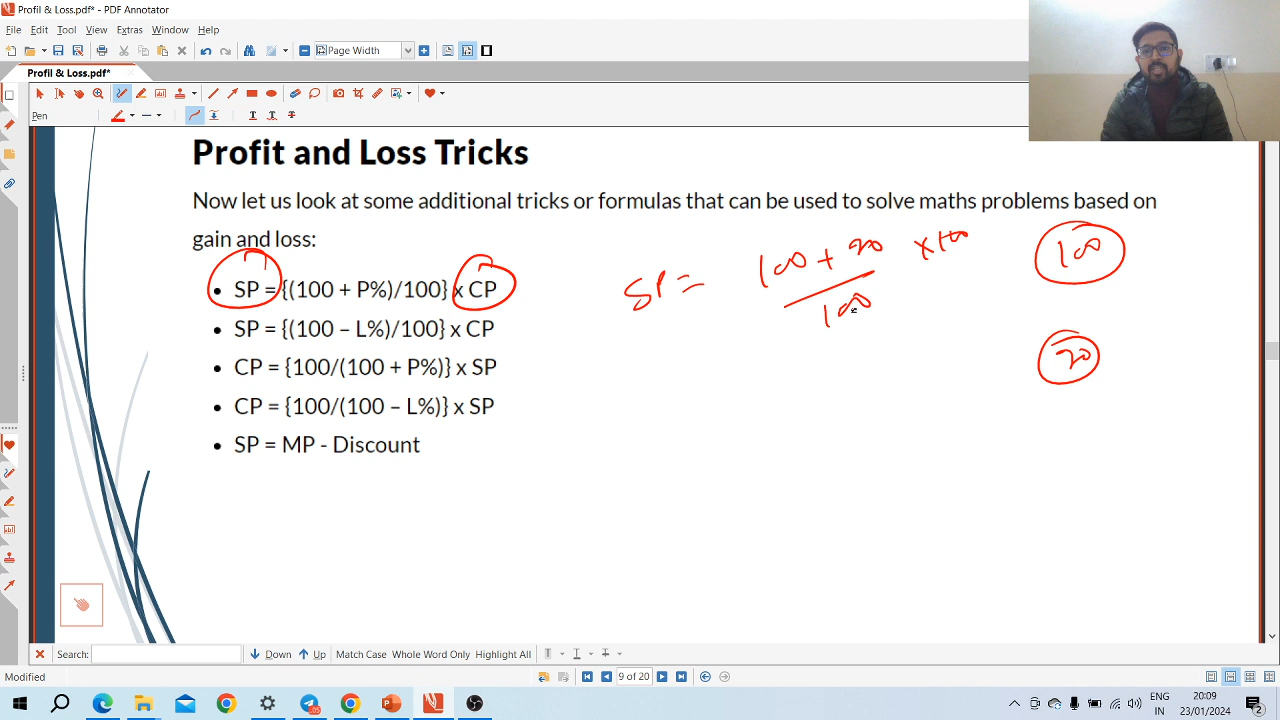 Profil & Loss.pdf* - PDF Annotator
File Edit Tool View Extras Window Help
Page Width
Profil & Loss.pdf*
Pen
Profit and Loss Tricks
Now let us look at some additional tricks or formulas that can be used to solve maths problems based on
gain and loss:
• SP = {(100 + P%)/100} x CP
• SP = {(100 – L%)/100} x CP
• CP = {100/(100 + P%)} x SP
• CP = {100/(100 – L%)} x SP
• SP = MP - Discount
SP = 100 + 20 x 100
100
100
20
Search: Down Up Match Case Whole Word Only Highlight All
Modified
9 of 20
ENG
IN
20:09
23/01/2024
2